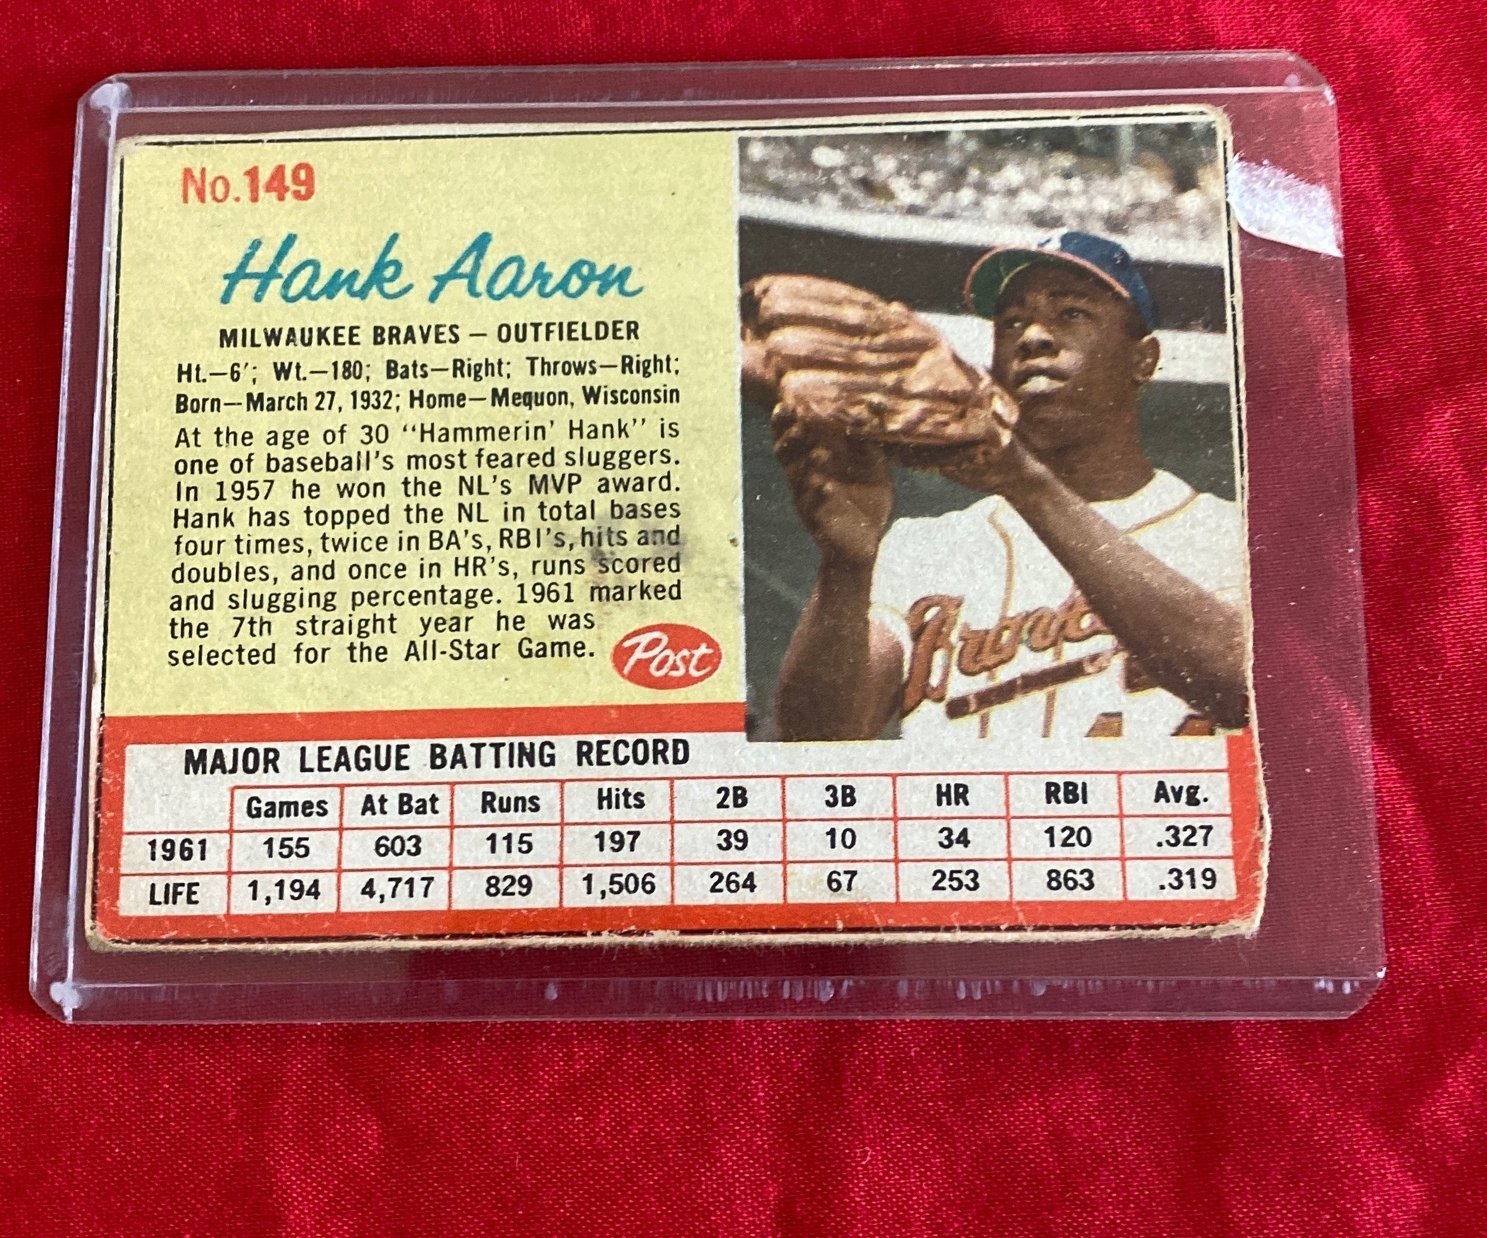 No.149
Hank Aaron
MILWAUKEE BRAVES – OUTFIELDER
Ht.–6'; Wt.–180; Bats–Right; Throws–Right;
Born–March 27, 1932; Home–Mequon, Wisconsin
At the age of 30 "Hammerin' Hank" is
one of baseball's most feared sluggers.
In 1957 he won the NL's MVP award.
Hank has topped the NL in total bases
four times, twice in BA's, RBI's, hits and
doubles, and once in HR's, runs scored
and slugging percentage. 1961 marked
the 7th straight year he was
selected for the All-Star Game.
Post
Braves
MAJOR LEAGUE BATTING RECORD
Games At Bat Runs Hits 2B 3B HR RBI Avg.
1961 155 603 115 197 39 10 34 120 .327
LIFE 1,194 4,717 829 1,506 264 67 253 863 .319